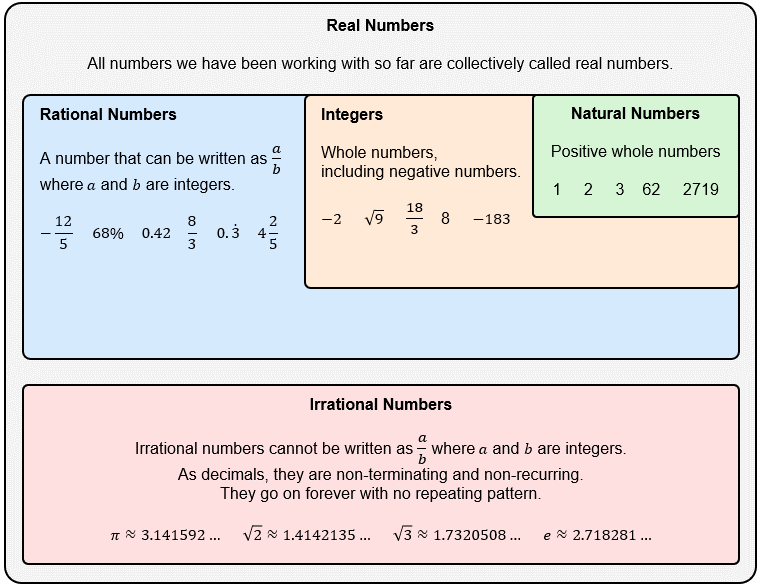 Real Numbers
All numbers we have been working with so far are collectively called real numbers.
Rational Numbers
A number that can be written as a/b
where a and b are integers.
−12/5 68% 0.42 8/3 0.3̇ 4 2/5
Integers
Whole numbers,
including negative numbers.
−2 √9 18/3 8 −183
Natural Numbers
Positive whole numbers
1 2 3 62 2719
Irrational Numbers
Irrational numbers cannot be written as a/b where a and b are integers.
As decimals, they are non-terminating and non-recurring.
They go on forever with no repeating pattern.
π ≈ 3.141592 ... √2 ≈ 1.4142135 ... √3 ≈ 1.7320508 ... e ≈ 2.718281 ...